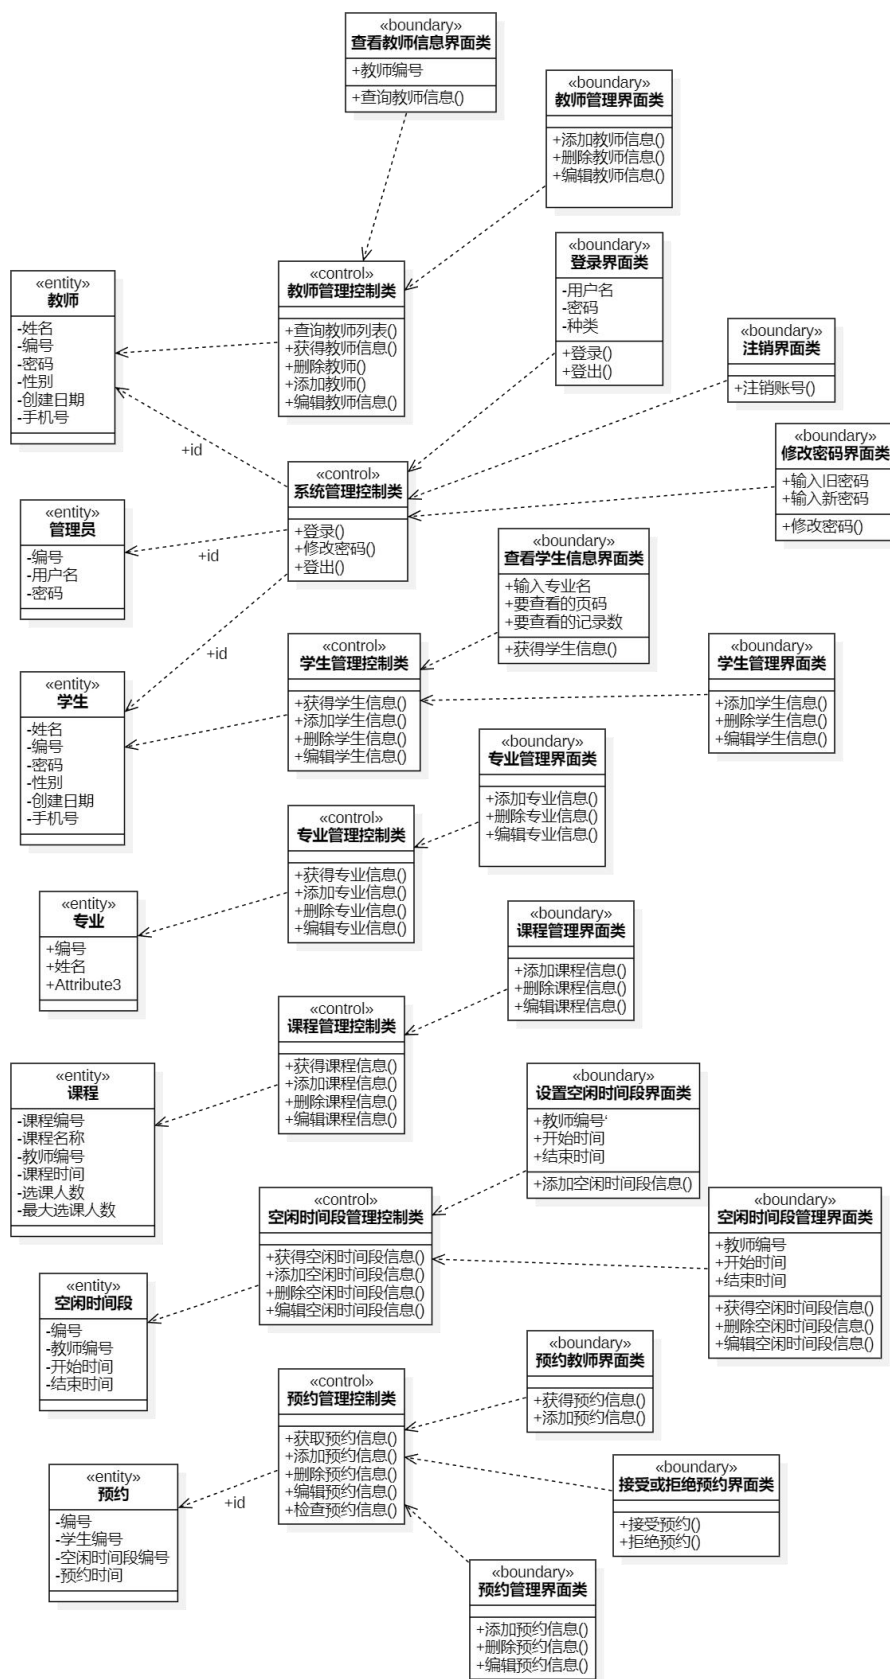 «boundary»
查看教师信息界面类
+教师编号
+查询教师信息()
«boundary»
教师管理界面类
+添加教师信息()
+删除教师信息()
+编辑教师信息()
«boundary»
登录界面类
-用户名
-密码
-种类
+登录()
+登出()
«control»
教师管理控制类
+查询教师列表()
+获得教师信息()
+删除教师()
+添加教师()
+编辑教师信息()
«entity»
教师
-姓名
-编号
-密码
-性别
-创建日期
-手机号
«boundary»
注销界面类
+注销账号()
«boundary»
修改密码界面类
+输入旧密码
+输入新密码
+修改密码()
+id
«control»
系统管理控制类
+登录()
+修改密码()
+登出()
«entity»
管理员
-编号
-用户名
-密码
+id
«boundary»
查看学生信息界面类
+输入专业名
+要查看的页码
+要查看的记录数
+获得学生信息()
+id
«control»
学生管理控制类
+获得学生信息()
+添加学生信息()
+删除学生信息()
+编辑学生信息()
«boundary»
学生管理界面类
+添加学生信息()
+删除学生信息()
+编辑学生信息()
«entity»
学生
-姓名
-编号
-密码
-性别
-创建日期
-手机号
«boundary»
专业管理界面类
+添加专业信息()
+删除专业信息()
+编辑专业信息()
«control»
专业管理控制类
+获得专业信息()
+添加专业信息()
+删除专业信息()
+编辑专业信息()
«entity»
专业
+编号
+姓名
+Attribute3
«boundary»
课程管理界面类
+添加课程信息()
+删除课程信息()
+编辑课程信息()
«control»
课程管理控制类
+获得课程信息()
+添加课程信息()
+删除课程信息()
+编辑课程信息()
«entity»
课程
-课程编号
-课程名称
-教师编号
-课程时间
-选课人数
-最大选课人数
«boundary»
设置空闲时间段界面类
+教师编号‘
+开始时间
+结束时间
+添加空闲时间段信息()
«control»
空闲时间段管理控制类
+获得空闲时间段信息()
+添加空闲时间段信息()
+删除空闲时间段信息()
+编辑空闲时间段信息()
«boundary»
空闲时间段管理界面类
+教师编号
+开始时间
+结束时间
+获得空闲时间段信息()
+删除空闲时间段信息()
+编辑空闲时间段信息()
«entity»
空闲时间段
-编号
-教师编号
-开始时间
-结束时间
«boundary»
预约教师界面类
+获得预约信息()
+添加预约信息()
«control»
预约管理控制类
+获取预约信息()
+添加预约信息()
+删除预约信息()
+编辑预约信息()
+检查预约信息()
«boundary»
接受或拒绝预约界面类
+接受预约()
+拒绝预约()
«entity»
预约
-编号
-学生编号
-空闲时间段编号
-预约时间
+id
«boundary»
预约管理界面类
+添加预约信息()
+删除预约信息()
+编辑预约信息()